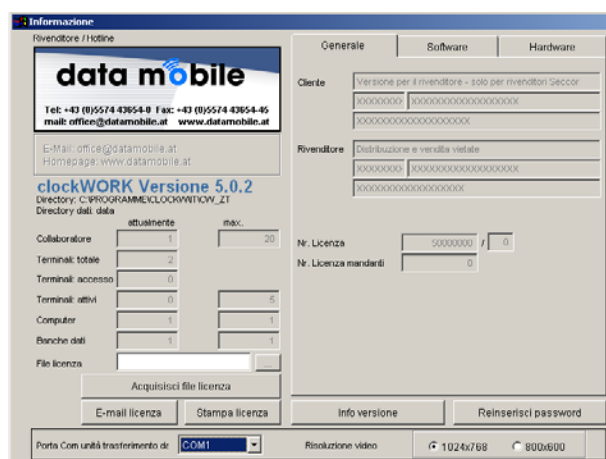 Informazione
Rivenditore / Hotline
data mobile
Tel: +43 (0)5574 43654-0 Fax: +43 (0)5574 43654-45
mail: office@datamobile.at www.datamobile.at
E-Mail: office@datamobile.at
Homepage: www.datamobile.at
clockWORK Versione 5.0.2
Directory: C:\PROGRAMME\CLOCKWIT\CW_ZT
Directory dati: data
attualmente max.
Collaboratore 1 20
Terminali: totale 2
Terminali: accesso 0
Terminali: attivi 0 5
Computer 1 1
Banche dati 1 1
File licenza ...
Acquisisci file licenza
E-mail licenza Stampa licenza
Generale Software Hardware
Cliente Versione per il rivenditore - solo per rivenditori Seccor
XXXXXXXX XXXXXXXXXXXXXXXXXXX
XXXXXXXXXXXXXXXXXXX
Rivenditore Distribuzione e vendita vietate
XXXXXXXX XXXXXXXXXXXXXXXXXXX
XXXXXXXXXXXXXXXXXX
Nr. Licenza 50000000 / 0
Nr. Licenza mandanti 0
Info versione Reinserisci password
Porta Com unità trasferimento da COM1 Risoluzione video 1024x768 800x600